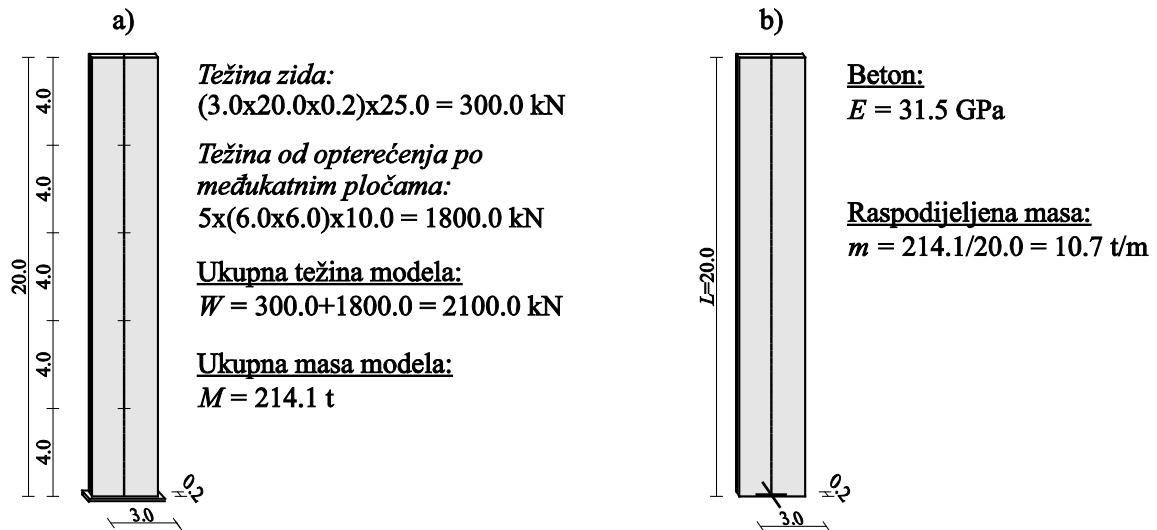 a)
Težina zida:
(3.0x20.0x0.2)x25.0 = 300.0 kN
Težina od opterećenja po
međukatnim pločama:
5x(6.0x6.0)x10.0 = 1800.0 kN
Ukupna težina modela:
W = 300.0+1800.0 = 2100.0 kN
Ukupna masa modela:
M = 214.1 t
20.0
4.0
4.0
4.0
4.0
4.0
0.2
3.0
b)
Beton:
E = 31.5 GPa
Raspodijeljena masa:
m = 214.1/20.0 = 10.7 t/m
L=20.0
0.2
3.0